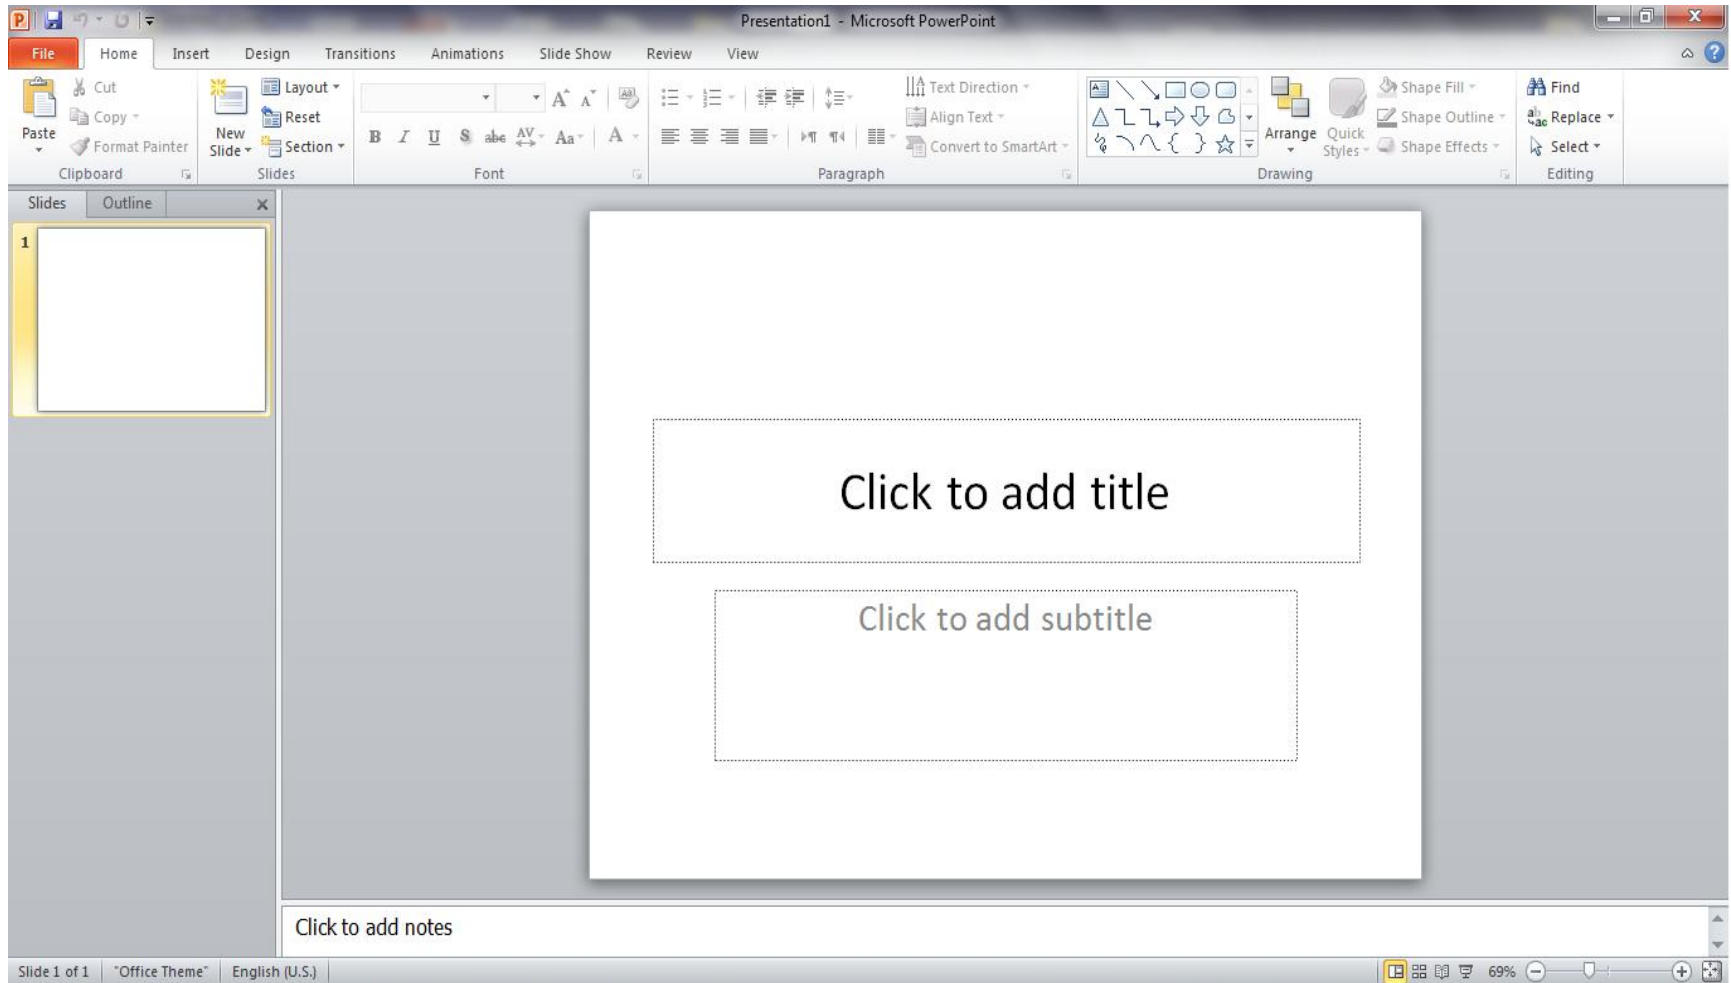 Presentation1 - Microsoft PowerPoint
File Home Insert Design Transitions Animations Slide Show Review View
Paste
Cut
Copy
Format Painter
Clipboard
New
Slide
Layout
Reset
Section
Slides
B I U S abc AV Aa A
Font
Text Direction
Align Text
Convert to SmartArt
Paragraph
Arrange
Quick
Styles
Shape Fill
Shape Outline
Shape Effects
Drawing
Find
Replace
Select
Editing
Slides Outline
1
Click to add title
Click to add subtitle
Click to add notes
Slide 1 of 1 "Office Theme" English (U.S.) 69%